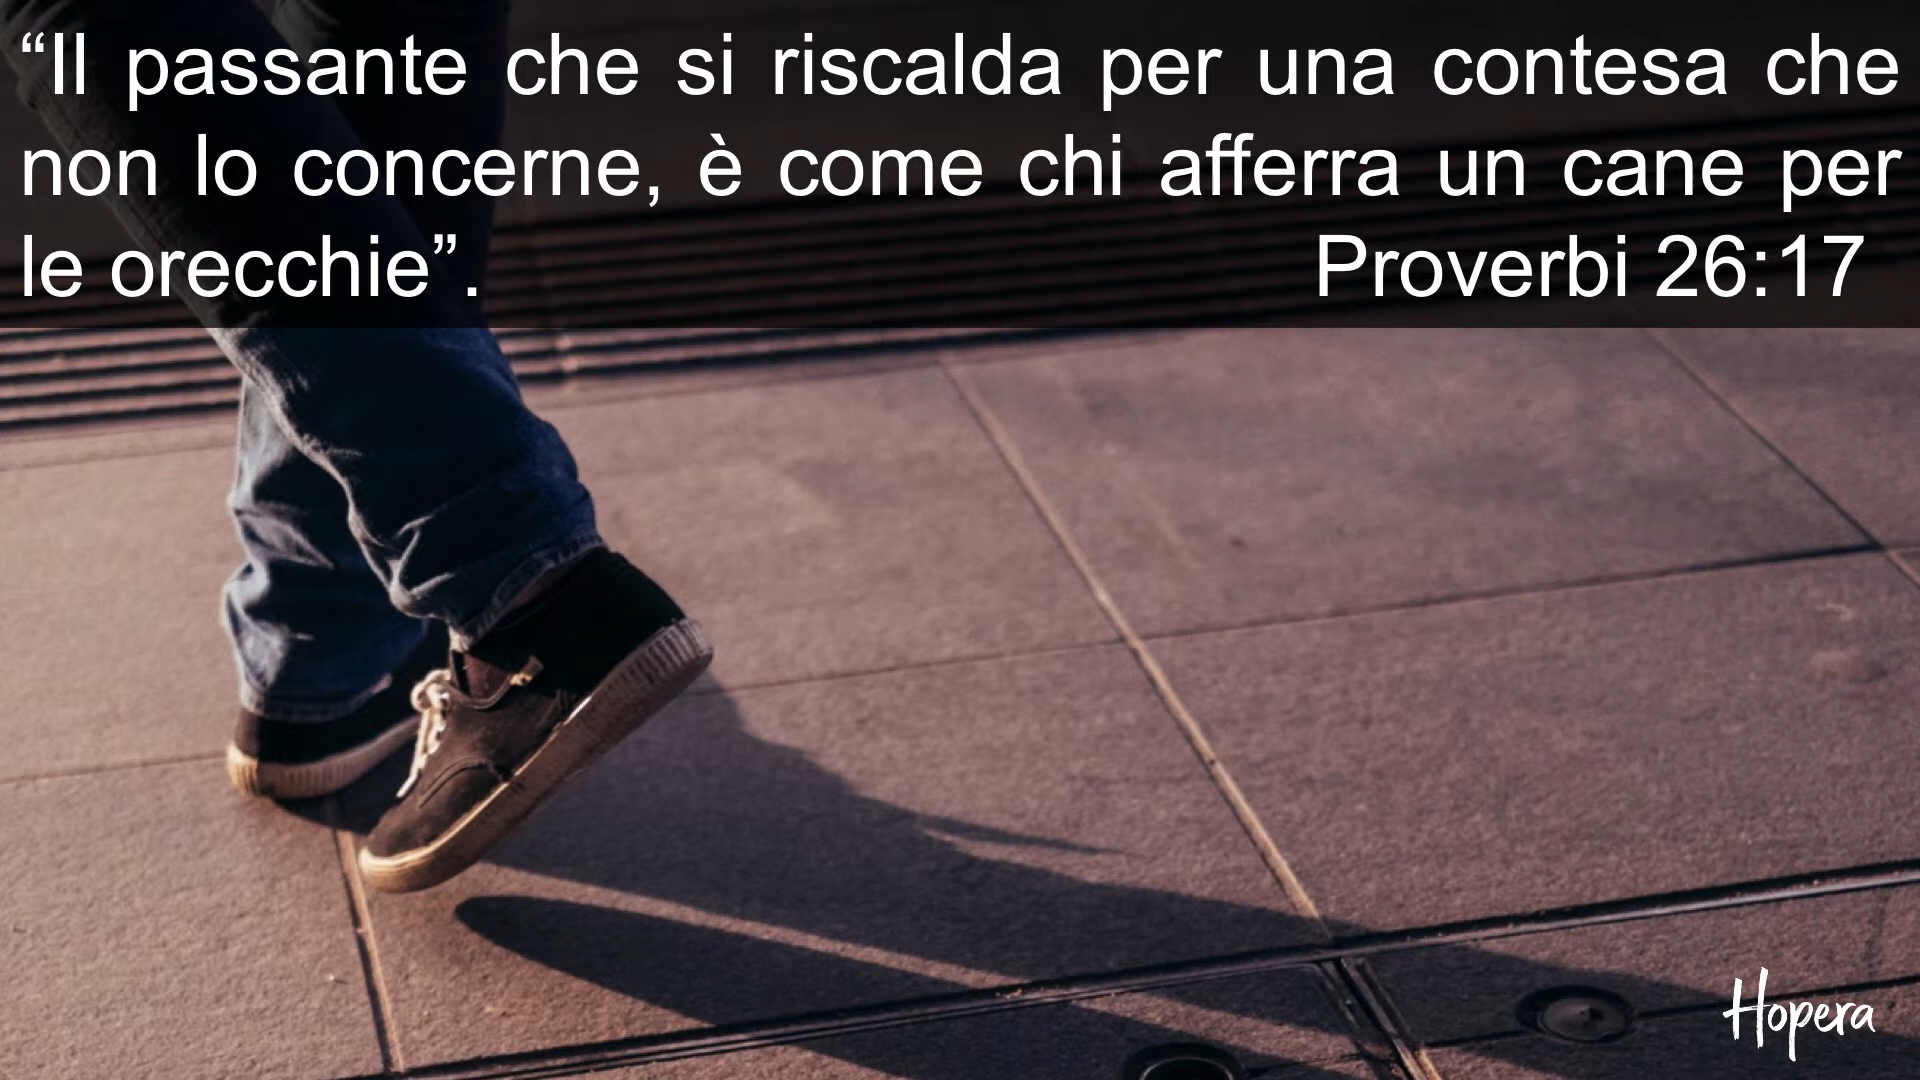 “Il passante che si riscalda per una contesa che
non lo concerne, è come chi afferra un cane per
le orecchie”. Proverbi 26:17
Hopera